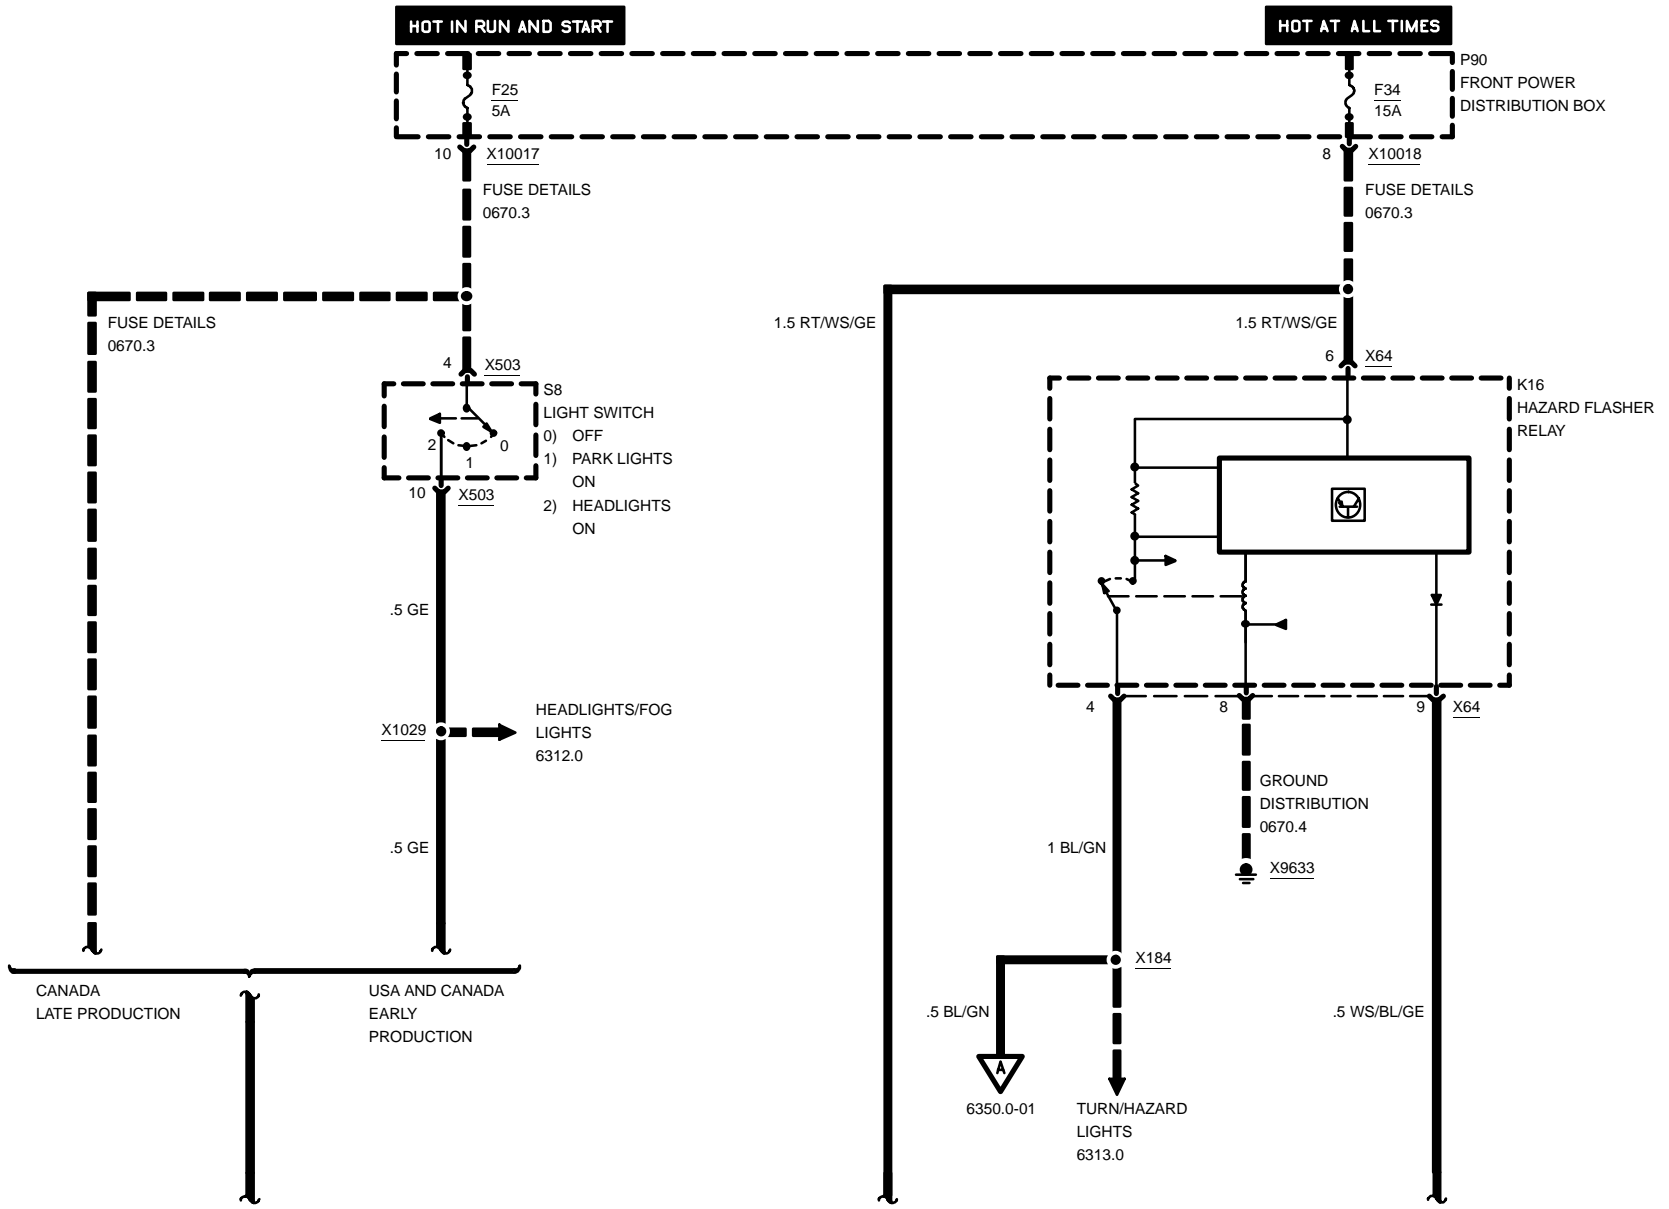 HOT IN RUN AND START
HOT AT ALL TIMES
P90
FRONT POWER
DISTRIBUTION BOX
F25
5A
F34
15A
10
X10017
8
X10018
FUSE DETAILS
0670.3
FUSE DETAILS
0670.3
FUSE DETAILS
0670.3
1.5 RT/WS/GE
1.5 RT/WS/GE
4
X503
6
X64
S8
LIGHT SWITCH
0) OFF
1) PARK LIGHTS
ON
2) HEADLIGHTS
ON
2
1
0
10
X503
K16
HAZARD FLASHER
RELAY
.5 GE
X1029
HEADLIGHTS/FOG
LIGHTS
6312.0
4
8
9
X64
GROUND
DISTRIBUTION
0670.4
.5 GE
1 BL/GN
X9633
X184
CANADA
LATE PRODUCTION
USA AND CANADA
EARLY
PRODUCTION
.5 BL/GN
.5 WS/BL/GE
A
6350.0-01
TURN/HAZARD
LIGHTS
6313.0